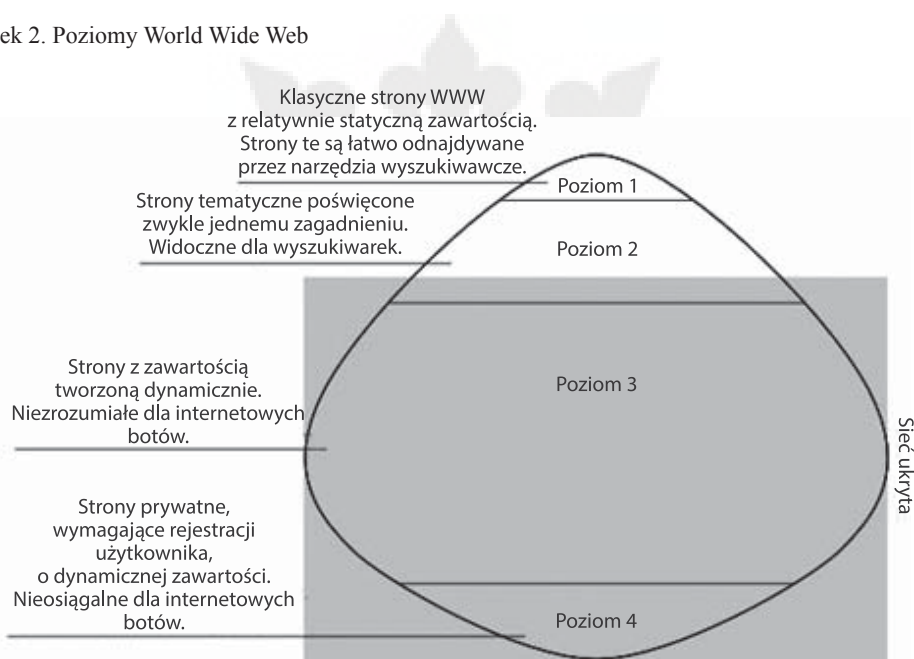 ek 2. Poziomy World Wide Web
Klasyczne strony WWW
z relatywnie statyczną zawartością.
Strony te są łatwo odnajdywane
przez narzędzia wyszukiwawcze.
Poziom 1
Strony tematyczne poświęcone
zwykle jednemu zagadnieniu.
Widoczne dla wyszukiwarek.
Poziom 2
Strony z zawartością
tworzoną dynamicznie.
Niezrozumiałe dla internetowych
botów.
Poziom 3
Sieć ukryta
Strony prywatne,
wymagające rejestracji
użytkownika,
o dynamicznej zawartości.
Nieosiągalne dla internetowych
botów.
Poziom 4